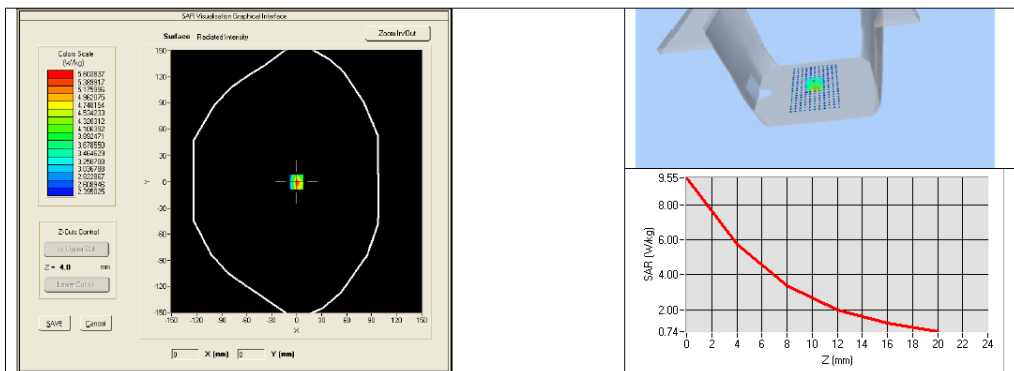 SAR Visualisation Graphical Interface
Surface Radiated Intensity
Zoom In/Out
Colors Scale
(W/kg)
5.603837
5.389917
5.175996
4.962075
4.748154
4.534233
4.320312
4.106392
3.892471
3.678550
3.464629
3.250708
3.036788
2.822867
2.608946
2.395025
Z-Cuts Control
<< Upper Cut
Z = 4.0 mm
Lower Cut >>
SAVE Cancel
150-
120-
90-
60-
30-
0-
-30-
-60-
-90-
-120-
-150-
Y
-150 -120 -90 -60 -30 0 30 60 90 120 150
X
0 X (mm) 0 Y (mm)
9.55
8.00
6.00
4.00
2.00
0.74
SAR (W/kg)
0 2 4 6 8 10 12 14 16 18 20 22 24
Z (mm)